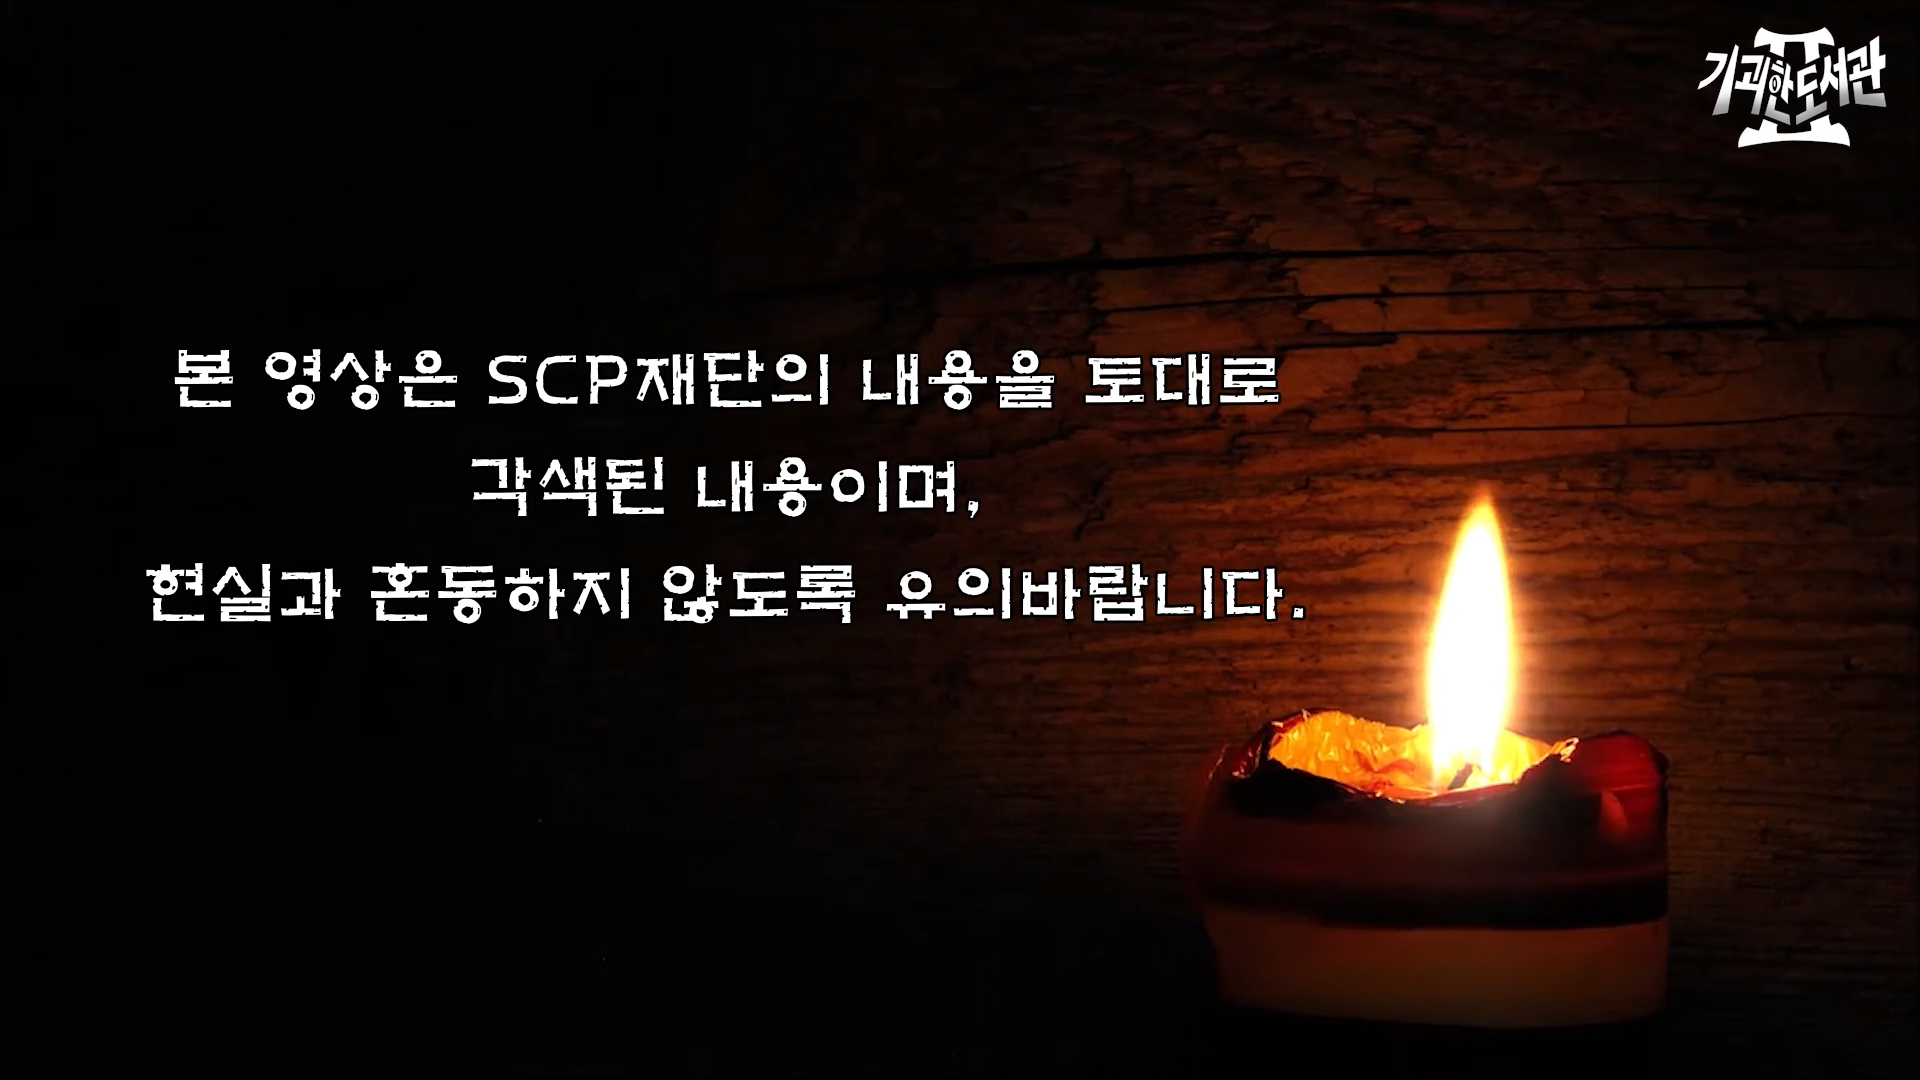 기괴한도서관
II
본 영상은 SCP재단의 내용을 토대로
각색된 내용이며,
현실과 혼동하지 않도록 유의바랍니다.